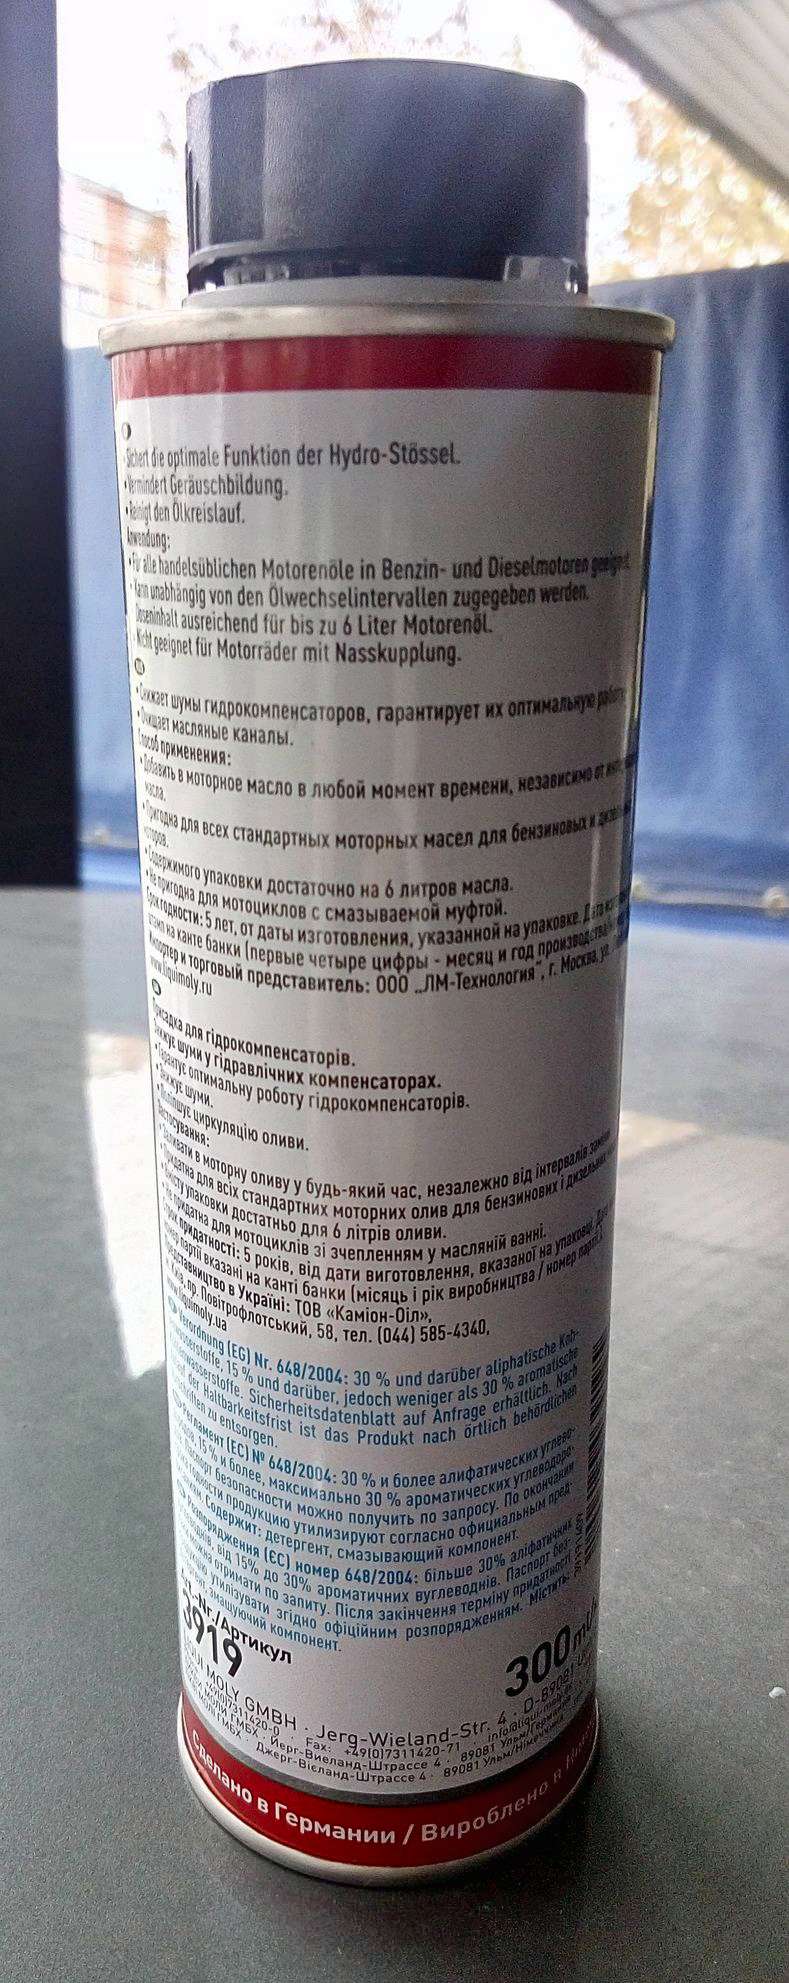 Sichert die optimale Funktion der Hydro-Stössel.
• Vermindert Geräuschbildung.
• Reinigt den Ölkreislauf.
Anwendung:
• Für alle handelsüblichen Motorenöle in Benzin- und Dieselmotoren geeignet
• Kann unabhängig von den Ölwechselintervallen zugegeben werden.
Doseninhalt ausreichend für bis zu 6 Liter Motorenöl.
Nicht geeignet für Motorräder mit Nasskupplung.
• Снижает шумы гидрокомпенсаторов, гарантирует их оптимальную работу
• Очищает масляные каналы.
Способ применения:
• Добавить в моторное масло в любой момент времени, независимо от
масла.
• Пригодна для всех стандартных моторных масел для бензиновых и
• Содержимого упаковки достаточно на 6 литров масла.
• Не пригодна для мотоциклов с смазываемой муфтой.
Срок годности: 5 лет, от даты изготовления, указанной на упаковке. Дата
штамп на канте банки (первые четыре цифры - месяц и год производства
Импортер и торговый представитель: ООО „ЛМ-Технология", г. Москва, ул.
www.liquimoly.ru
Присадка для гідрокомпенсаторів.
Знижує шуми у гідравлічних компенсаторах.
• Гарантує оптимальну роботу гідрокомпенсаторів.
• Знижує шуми.
• Поліпшує циркуляцію оливи.
Застосування:
• Заливати в моторну оливу у будь-який час, незалежно від інтервалів заміни
• Придатна для всіх стандартних моторних олив для бензинових і дизельних
• Вмісту упаковки достатньо для 6 літрів оливи.
• Не придатна для мотоциклів зі зчепленням у масляній ванні.
Строк придатності: 5 років, від дати виготовлення, вказаної на упаковці. Дата
номер партії вказані на канті банки (місяць і рік виробництва / номер партії
Представництво в Україні: ТОВ «Каміон-Оіл»,
м. Київ, пр. Повітрофлотський, 58, тел. (044) 585-4340,
www.liquimoly.ua
Verordnung (EG) Nr. 648/2004: 30 % und darüber aliphatische Koh-
wasserstoffe, 15 % und darüber, jedoch weniger als 30 % aromatische
Kohlenwasserstoffe. Sicherheitsdatenblatt auf Anfrage erhältlich. Nach
der Haltbarkeitsfrist ist das Produkt nach örtlich behördlichen
zu entsorgen.
Регламент (EC) № 648/2004: 30 % и более алифатических углево-
15 % и более, максимально 30 % ароматических углеводоро-
Паспорт безопасности можно получить по запросу. По окончании
годности продукцию утилизируют согласно официальным пред-
Содержит: детергент, смазывающий компонент.
Розпорядження (ЄС) номер 648/2004: більше 30% аліфатичних
від 15% до 30% ароматичних вуглеводнів. Паспорт без-
отримати по запиту. Після закінчення терміну придатності
утилізувати згідно офіційним розпорядженням. Містить:
змащуючий компонент.
Art.-Nr./Артикул
3919
300 ml
LIQUI MOLY GMBH · Jerg-Wieland-Str. 4 · D-89081
+49(0)7311420-0 · Fax: +49(0)7311420-71
МОЛИ ГМБХ · Йерг-Виеланд-Штрассе 4 · 89081 Ульм/Германия
МОЛІ ГМБХ · Джерг-Віеланд-Штрассе 4 · 89081 Ульм/Німеччина
Сделано в Германии / Вироблено в